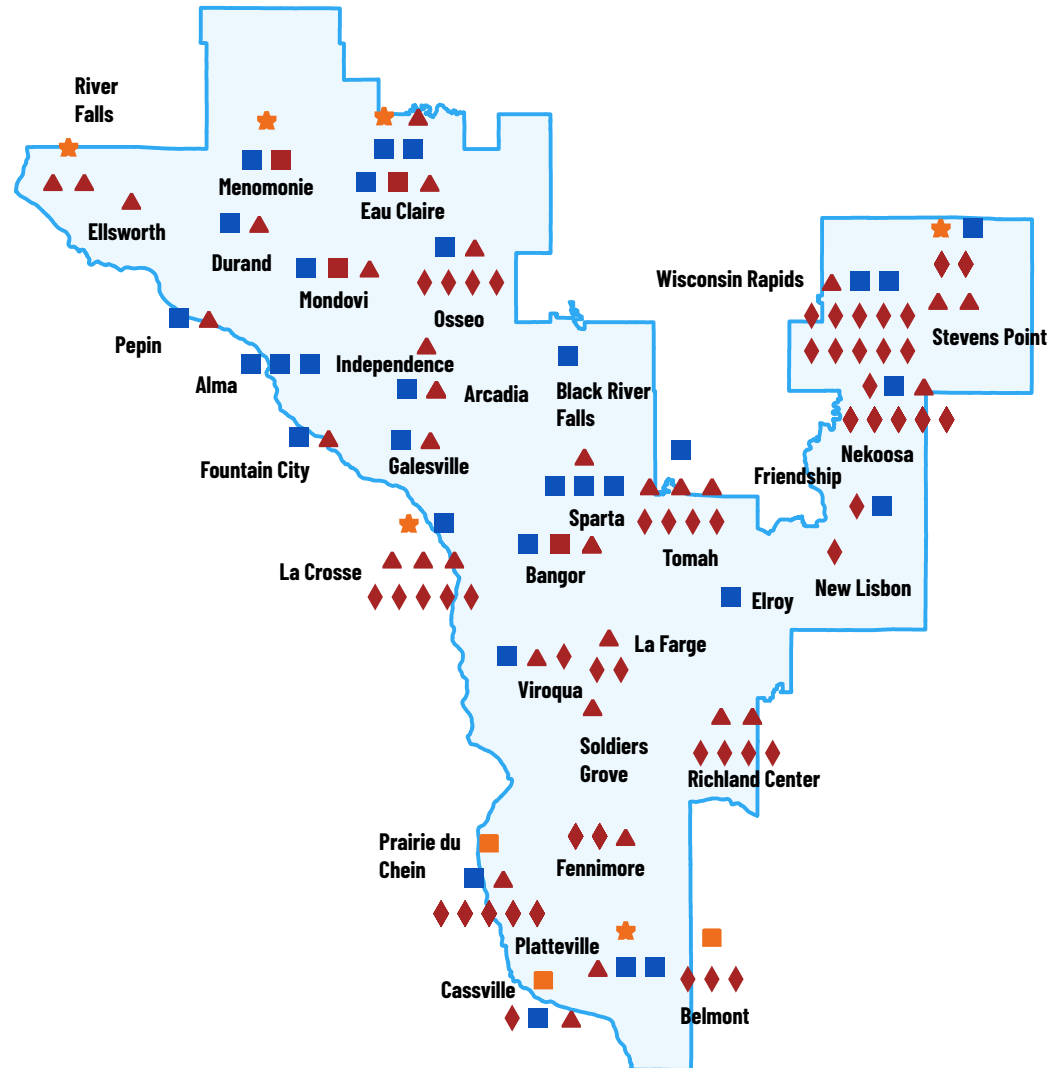 River
Falls
Menomonie
Eau Claire
Ellsworth
Durand
Mondovi
Osseo
Wisconsin Rapids
Stevens Point
Pepin
Alma
Independence
Arcadia
Black River
Falls
Fountain City
Galesville
Nekoosa
Friendship
Sparta
Tomah
La Crosse
Bangor
New Lisbon
Elroy
La Farge
Viroqua
Soldiers
Grove
Richland Center
Prairie du
Chein
Fennimore
Platteville
Cassville
Belmont